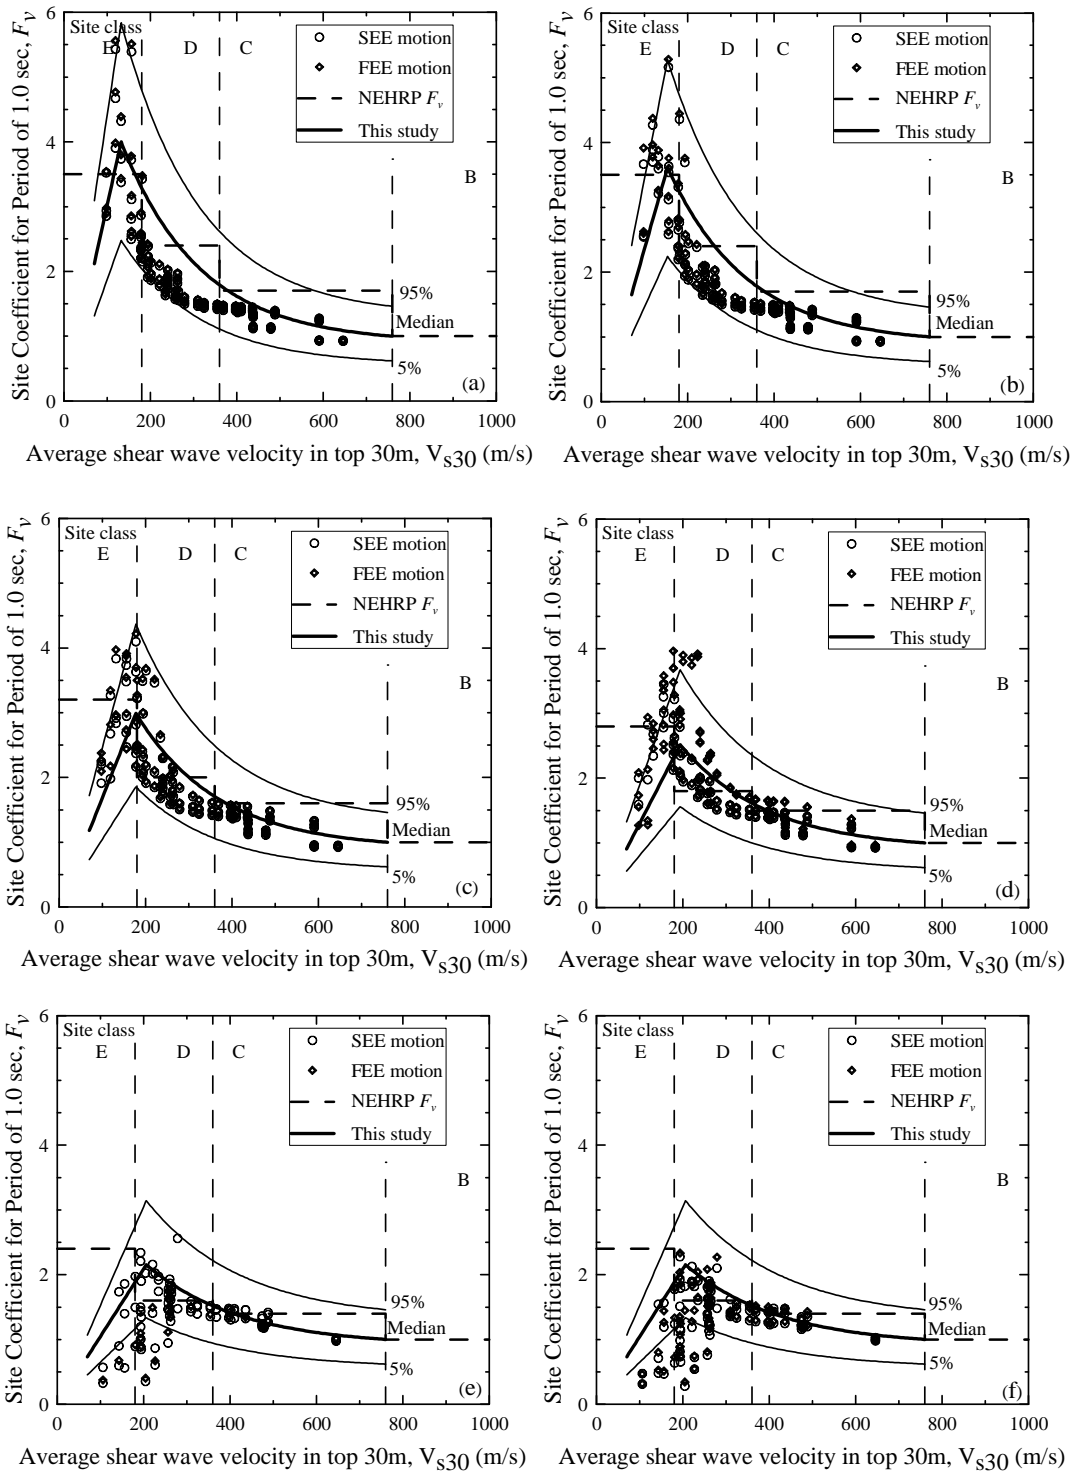 Site Coefficient for Period of 1.0 sec, Fv
Site class
E D C
B
SEE motion
FEE motion
NEHRP Fv
This study
95%
Median
5%
(a)
0 2 4 6
0 200 400 600 800 1000
Average shear wave velocity in top 30m, Vs30 (m/s)
Site Coefficient for Period of 1.0 sec, Fv
Site class
E D C
B
SEE motion
FEE motion
NEHRP Fv
This study
95%
Median
5%
(b)
0 2 4 6
0 200 400 600 800 1000
Average shear wave velocity in top 30m, Vs30 (m/s)
Site Coefficient for Period of 1.0 sec, Fv
Site class
E D C
B
SEE motion
FEE motion
NEHRP Fv
This study
95%
Median
5%
(c)
0 2 4 6
0 200 400 600 800 1000
Average shear wave velocity in top 30m, Vs30 (m/s)
Site Coefficient for Period of 1.0 sec, Fv
Site class
E D C
B
SEE motion
FEE motion
NEHRP Fv
This study
95%
Median
5%
(d)
0 2 4 6
0 200 400 600 800 1000
Average shear wave velocity in top 30m, Vs30 (m/s)
Site Coefficient for Period of 1.0 sec, Fv
Site class
E D C
B
SEE motion
FEE motion
NEHRP Fv
This study
95%
Median
5%
(e)
0 2 4 6
0 200 400 600 800 1000
Average shear wave velocity in top 30m, Vs30 (m/s)
Site Coefficient for Period of 1.0 sec, Fv
Site class
E D C
B
SEE motion
FEE motion
NEHRP Fv
This study
95%
Median
5%
(f)
0 2 4 6
0 200 400 600 800 1000
Average shear wave velocity in top 30m, Vs30 (m/s)